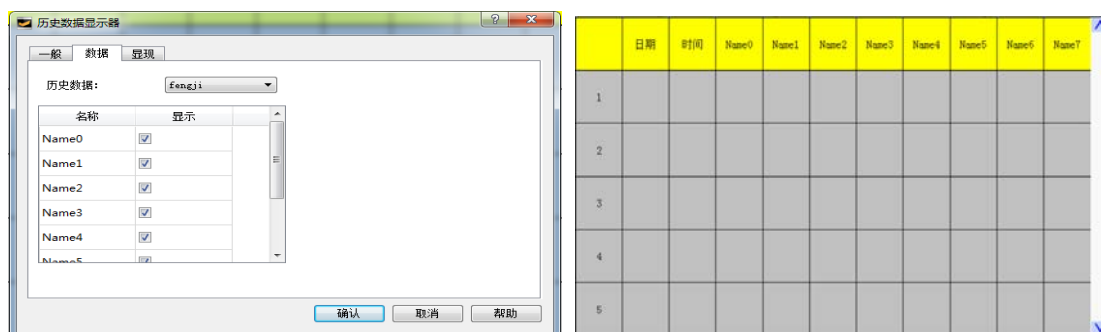 历史数据显示器
一般 数据 显现
历史数据: fengji
名称 显示
Name0
Name1
Name2
Name3
Name4
Name5
确认 取消 帮助
日期 时间 Name0 Name1 Name2 Name3 Name4 Name5 Name6 Name7
1
2
3
4
5